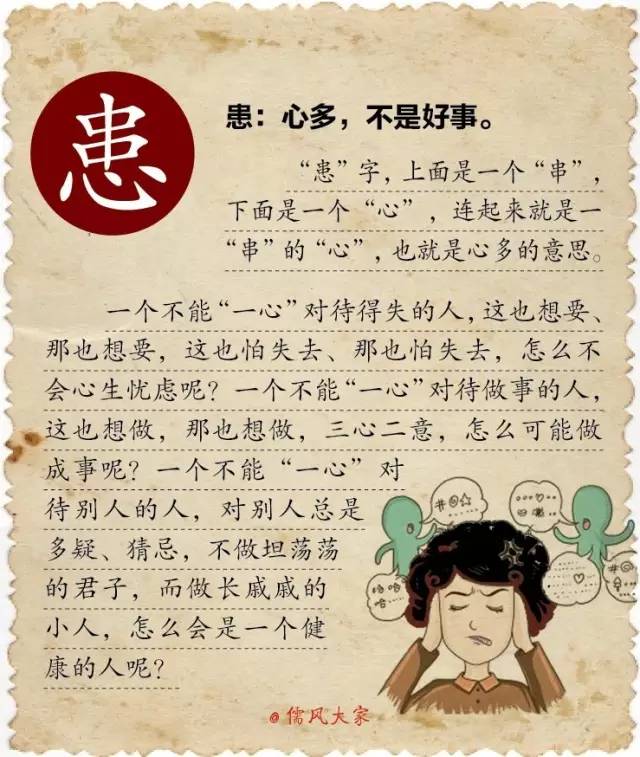 患
患：心多，不是好事。
“患”字，上面是一个“串”，
下面是一个“心”，连起来就是一
“串”的“心”，也就是心多的意思。
一个不能“一心”对待得失的人，这也想要、
那也想要，这也怕失去、那也怕失去，怎么不
会心生忧虑呢？一个不能“一心”对待做事的人，
这也想做，那也想做，三心二意，怎么可能做
成事呢？一个不能“一心”对
待别人的人，对别人总是
多疑、猜忌，不做坦荡荡
的君子，而做长戚戚的
小人，怎么会是一个健
康的人呢？
#@☆
哈哈
哈…
@儒风大家